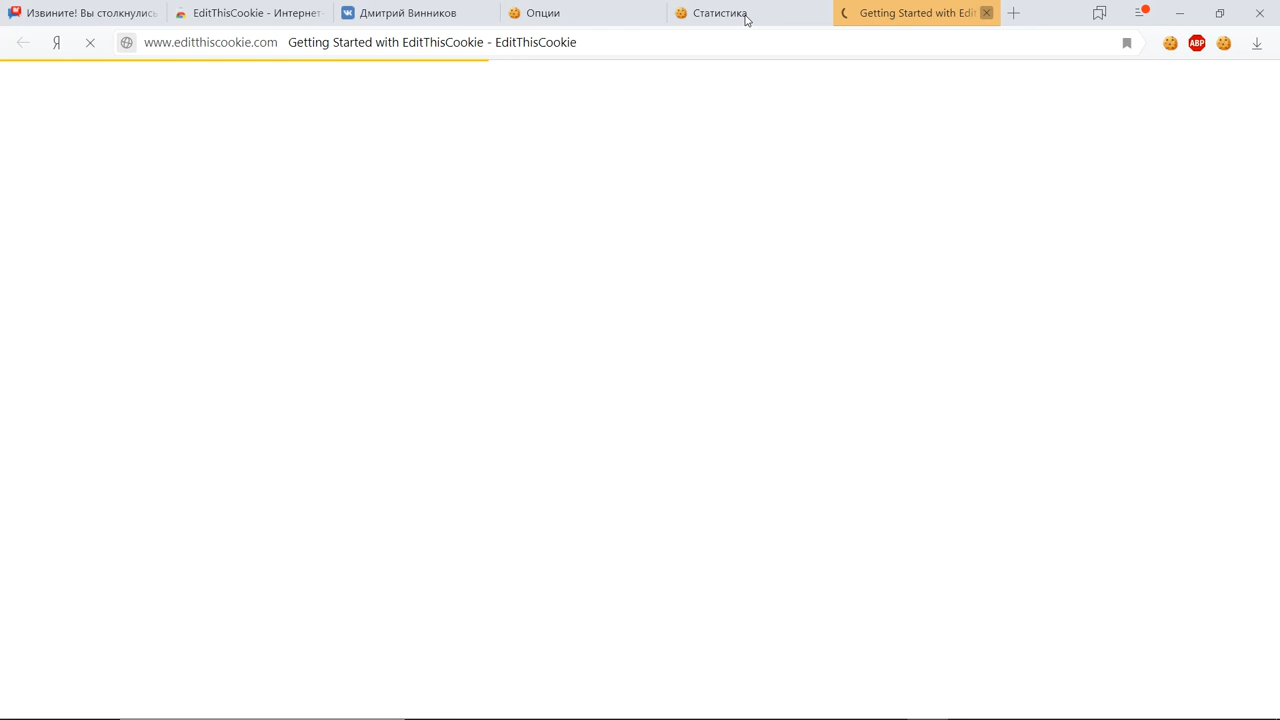 Извините! Вы столкнулись
EditThisCookie - Интернет-
Дмитрий Винников
Опции
Статистика
Getting Started with Edi
Я
www.editthiscookie.com Getting Started with EditThisCookie - EditThisCookie
ABP